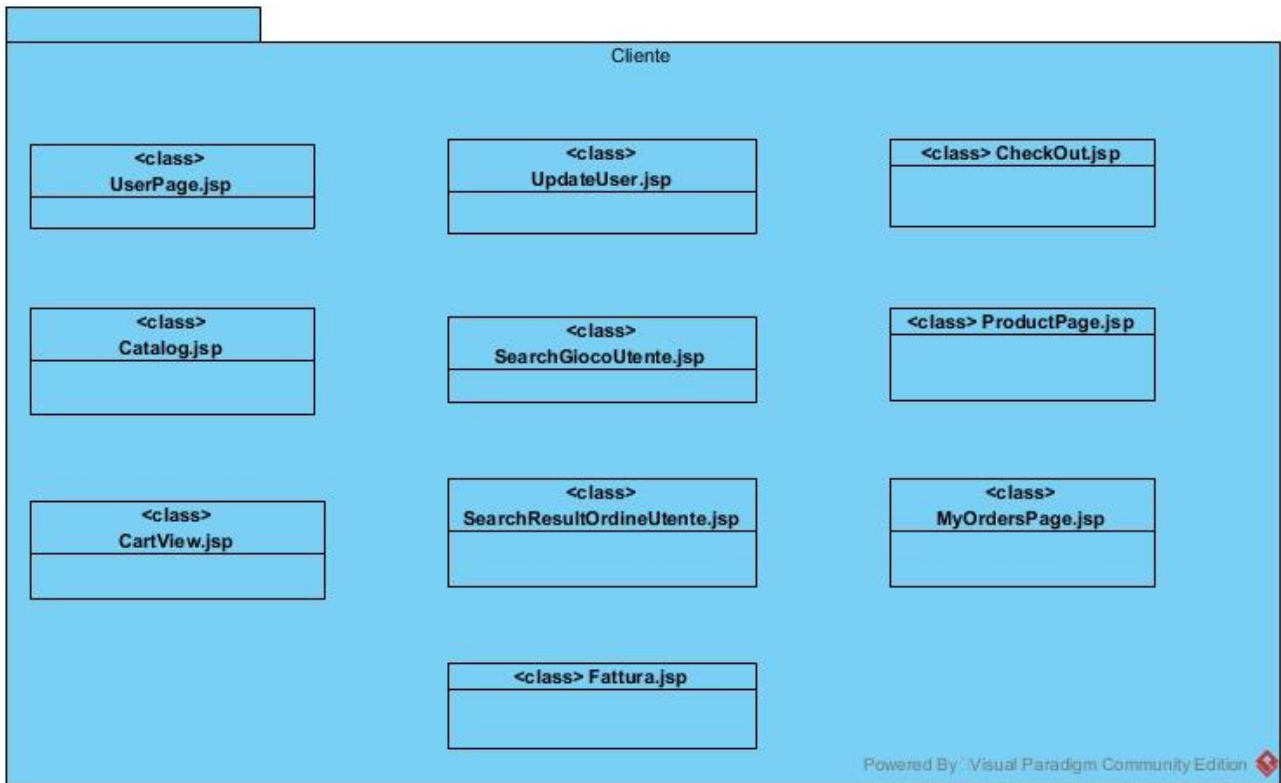 Cliente
<class>
UserPage.jsp
<class>
UpdateUser.jsp
<class> CheckOut.jsp
<class>
Catalog.jsp
<class>
SearchGiocoUtente.jsp
<class> ProductPage.jsp
<class>
CartView.jsp
<class>
SearchResultOrdineUtente.jsp
<class>
MyOrdersPage.jsp
<class> Fattura.jsp
Powered By Visual Paradigm Community Edition